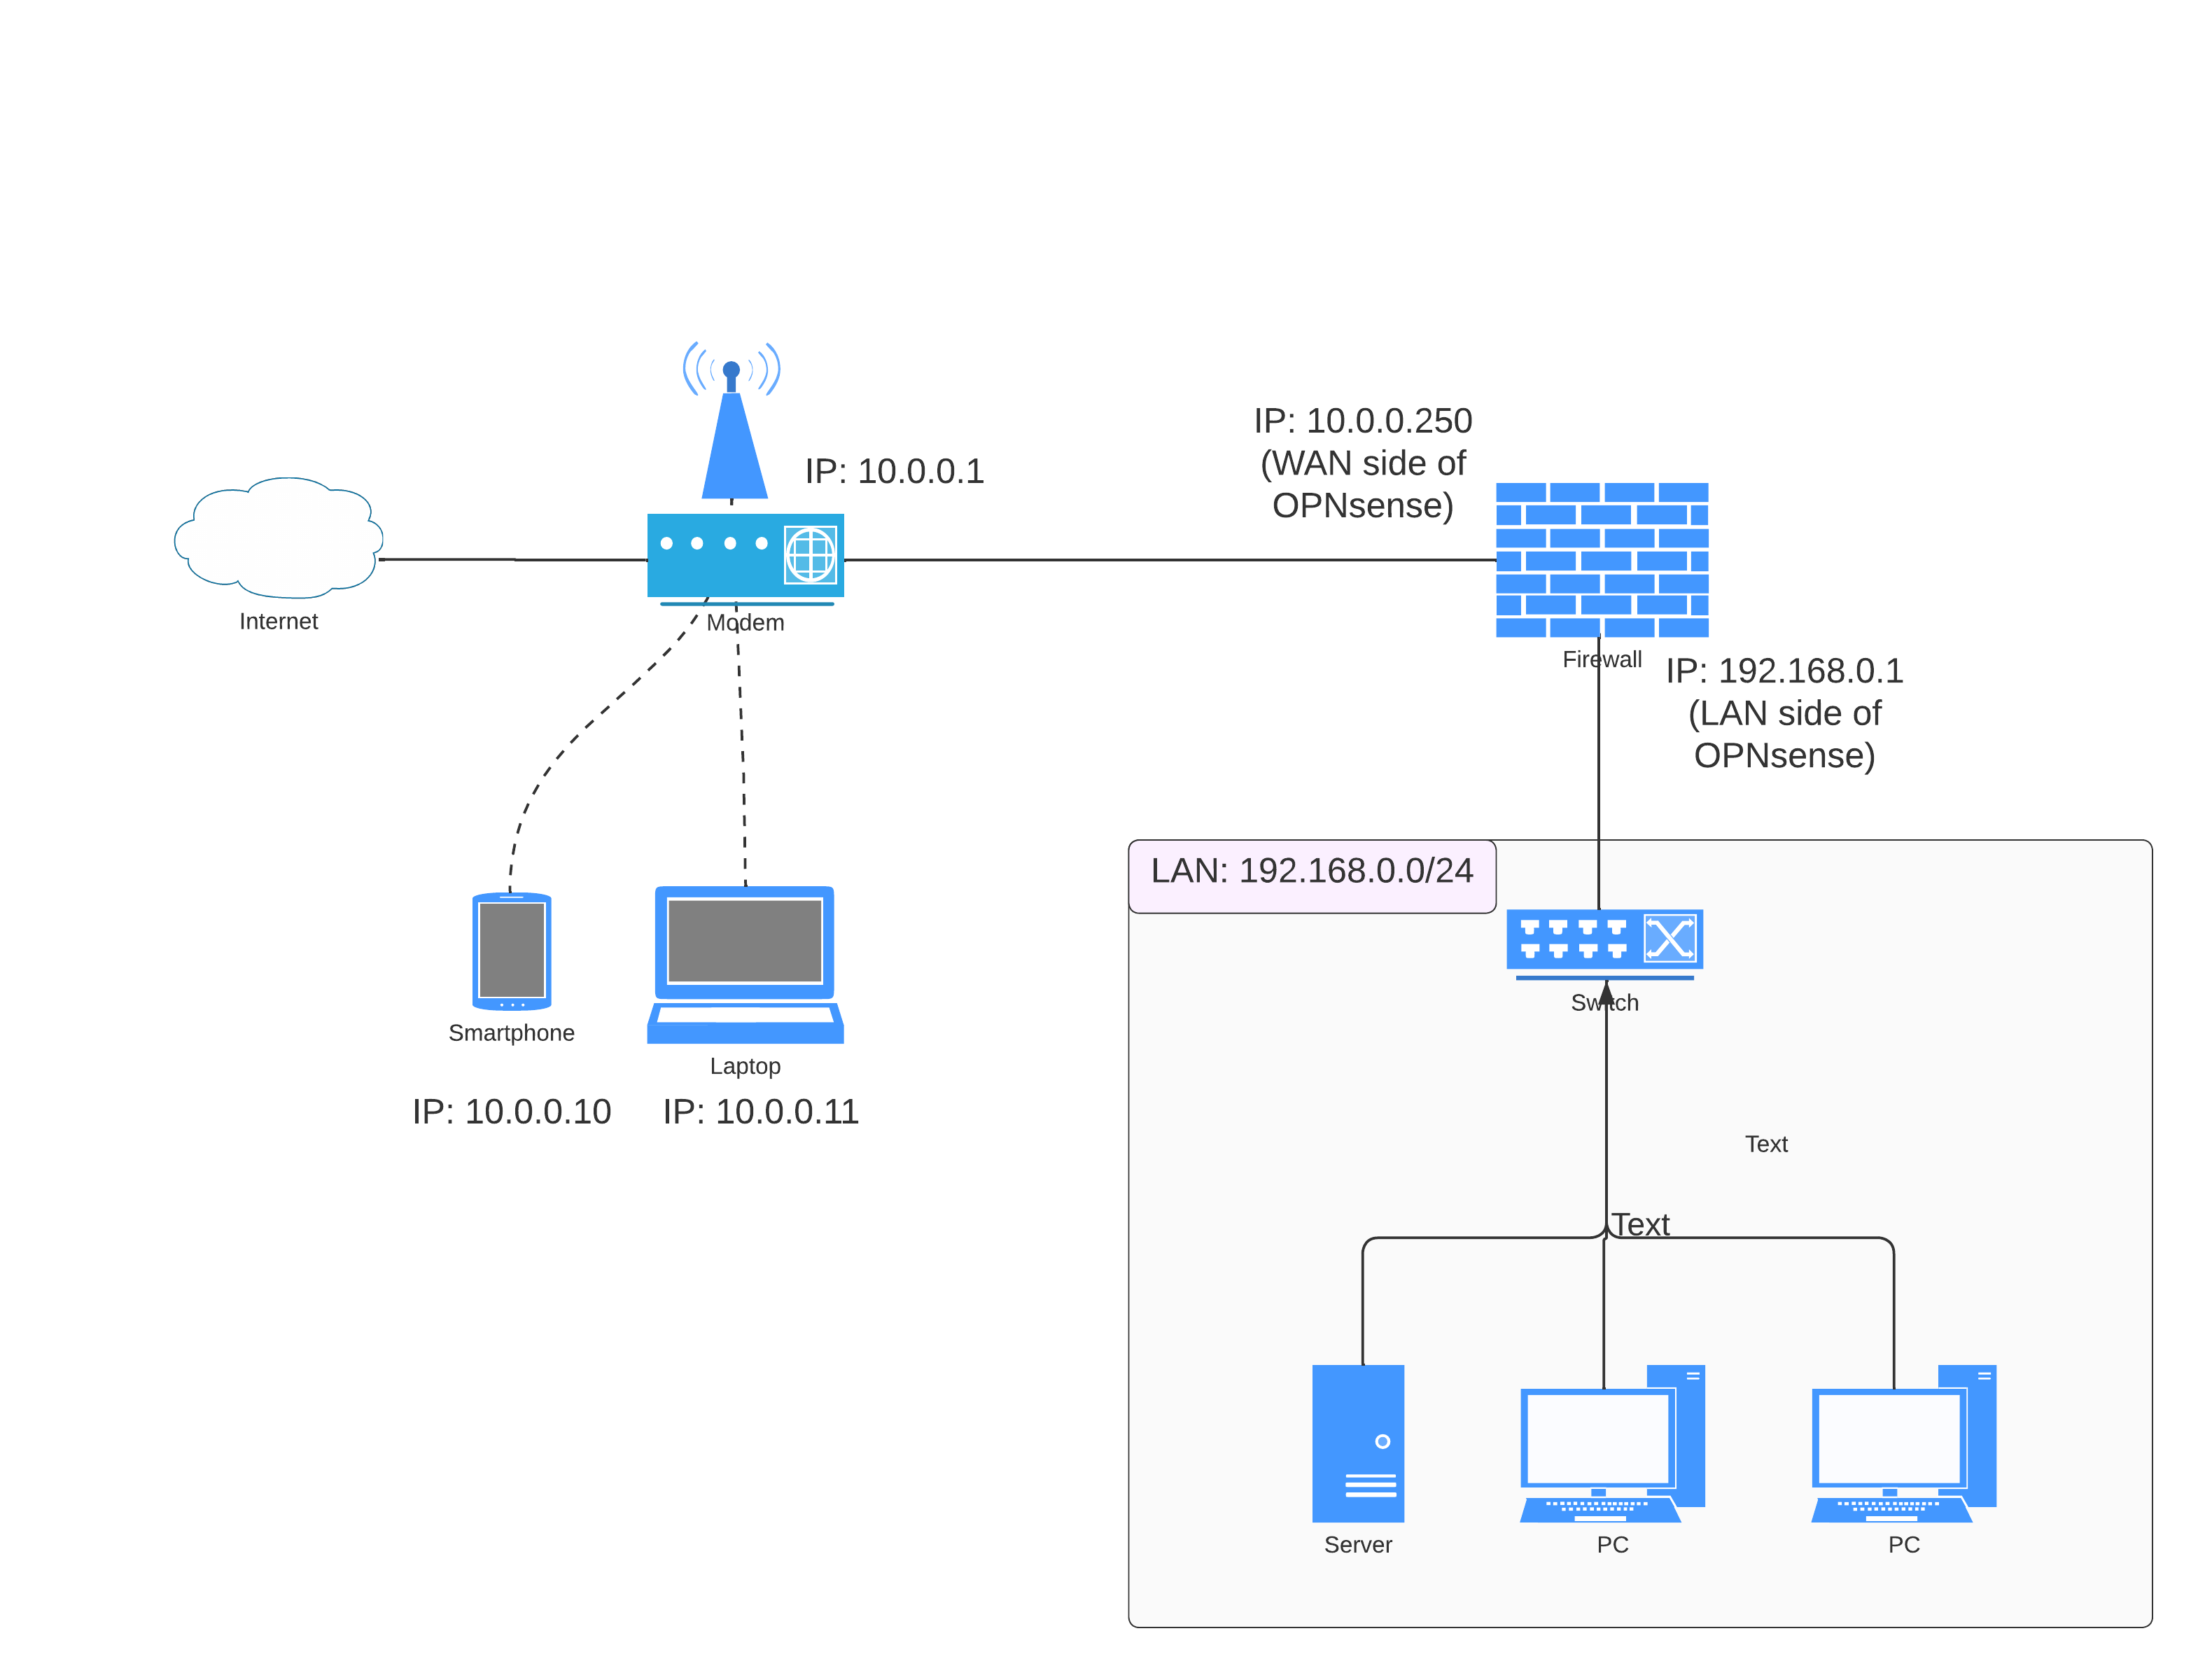 IP: 10.0.0.1
IP: 10.0.0.250
(WAN side of
OPNsense)
Internet
Modem
Firewall
IP: 192.168.0.1
(LAN side of
OPNsense)
LAN: 192.168.0.0/24
Switch
Smartphone
Laptop
IP: 10.0.0.10
IP: 10.0.0.11
Text
Text
Server
PC
PC